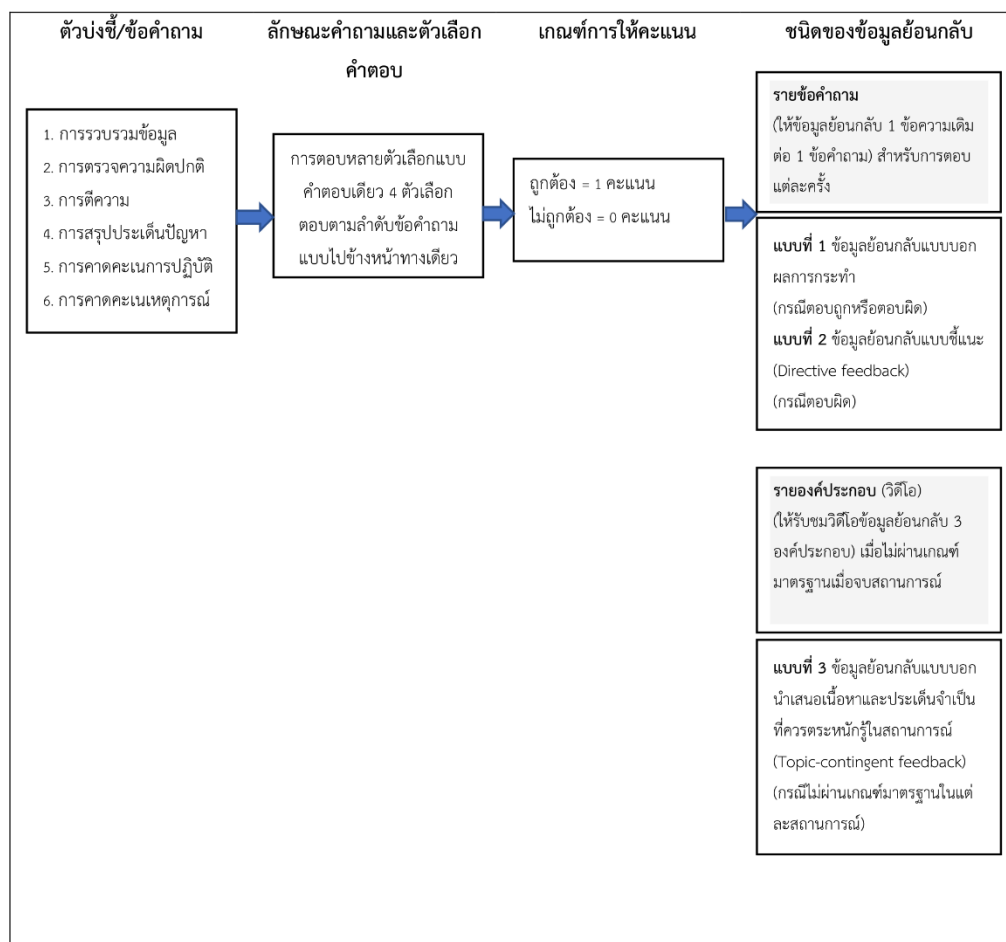 ตัวบ่งชี้/ข้อคำถาม
ลักษณะคำถามและตัวเลือก
คำตอบ
เกณฑ์การให้คะแนน
ชนิดของข้อมูลย้อนกลับ
1. การรวบรวมข้อมูล
2. การตรวจความผิดปกติ
3. การตีความ
4. การสรุปประเด็นปัญหา
5. การคาดคะเนการปฏิบัติ
6. การคาดคะเนเหตุการณ์
การตอบหลายตัวเลือกแบบ
คำตอบเดียว 4 ตัวเลือก
ตอบตามลำดับข้อคำถาม
แบบไปข้างหน้าทางเดียว
ถูกต้อง = 1 คะแนน
ไม่ถูกต้อง = 0 คะแนน
รายข้อคำถาม
(ให้ข้อมูลย้อนกลับ 1 ข้อความเดิม
ต่อ 1 ข้อคำถาม) สำหรับการตอบ
แต่ละครั้ง
แบบที่ 1 ข้อมูลย้อนกลับแบบบอก
ผลการกระทำ
(กรณีตอบถูกหรือตอบผิด)
แบบที่ 2 ข้อมูลย้อนกลับแบบชี้แนะ
(Directive feedback)
(กรณีตอบผิด)
รายองค์ประกอบ (วิดีโอ)
(ให้รับชมวิดีโอข้อมูลย้อนกลับ 3
องค์ประกอบ) เมื่อไม่ผ่านเกณฑ์
มาตรฐานเมื่อจบสถานการณ์
แบบที่ 3 ข้อมูลย้อนกลับแบบบอก
นำเสนอเนื้อหาและประเด็นจำเป็น
ที่ควรตระหนักรู้ในสถานการณ์
(Topic-contingent feedback)
(กรณีไม่ผ่านเกณฑ์มาตรฐานในแต่
ละสถานการณ์)